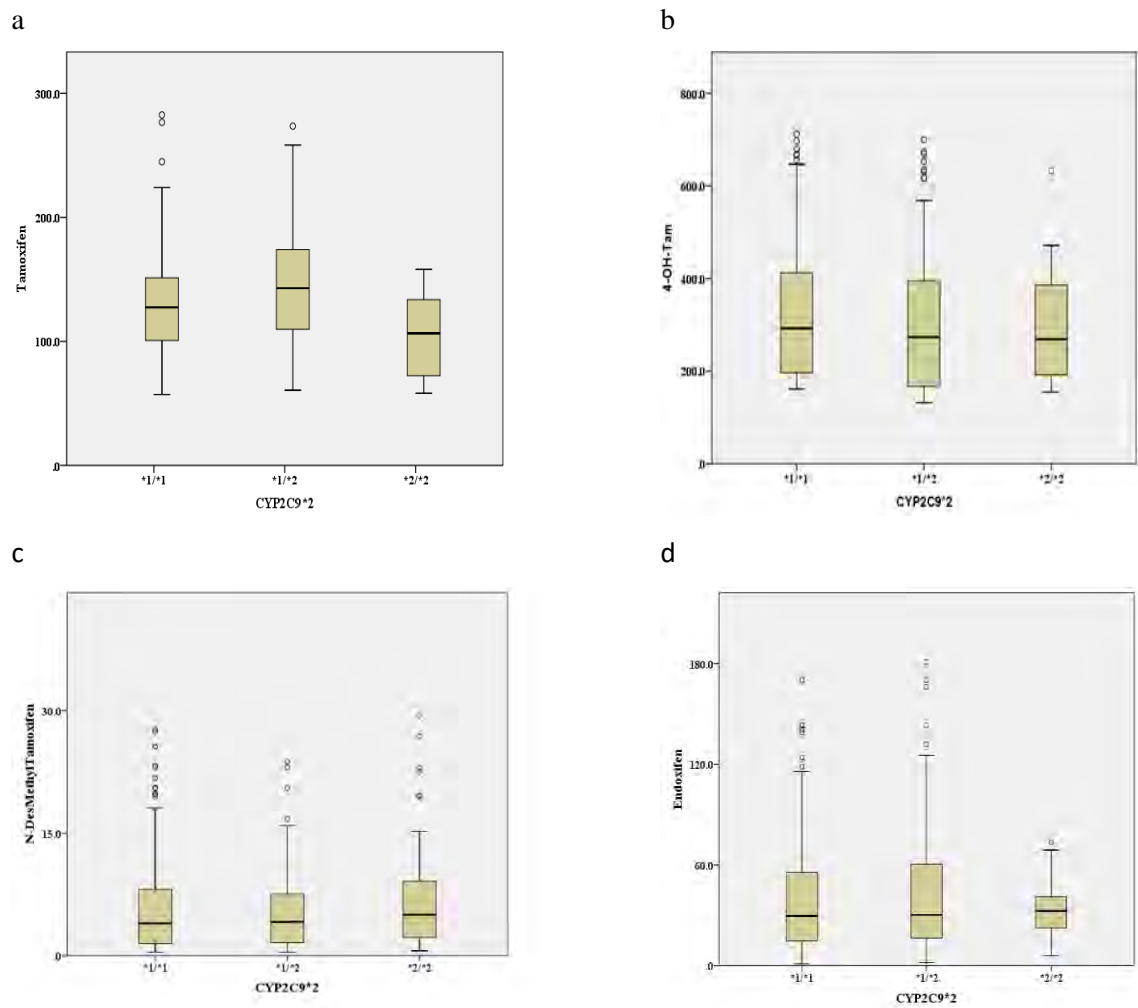 a
300.0
200.0
100.0
.0
Tamoxifen
*1/*1 *1/*2 *2/*2
CYP2C9*2
b
800.0
600.0
400.0
200.0
.0
4-OH-Tam
*1/*1 *1/*2 *2/*2
CYP2C9*2
c
30.0
15.0
.0
N-DesMethylTamoxifen
*1/*1 *1/*2 *2/*2
CYP2C9*2
d
180.0
120.0
60.0
.0
Endoxifen
*1/*1 *1/*2 *2/*2
CYP2C9*2